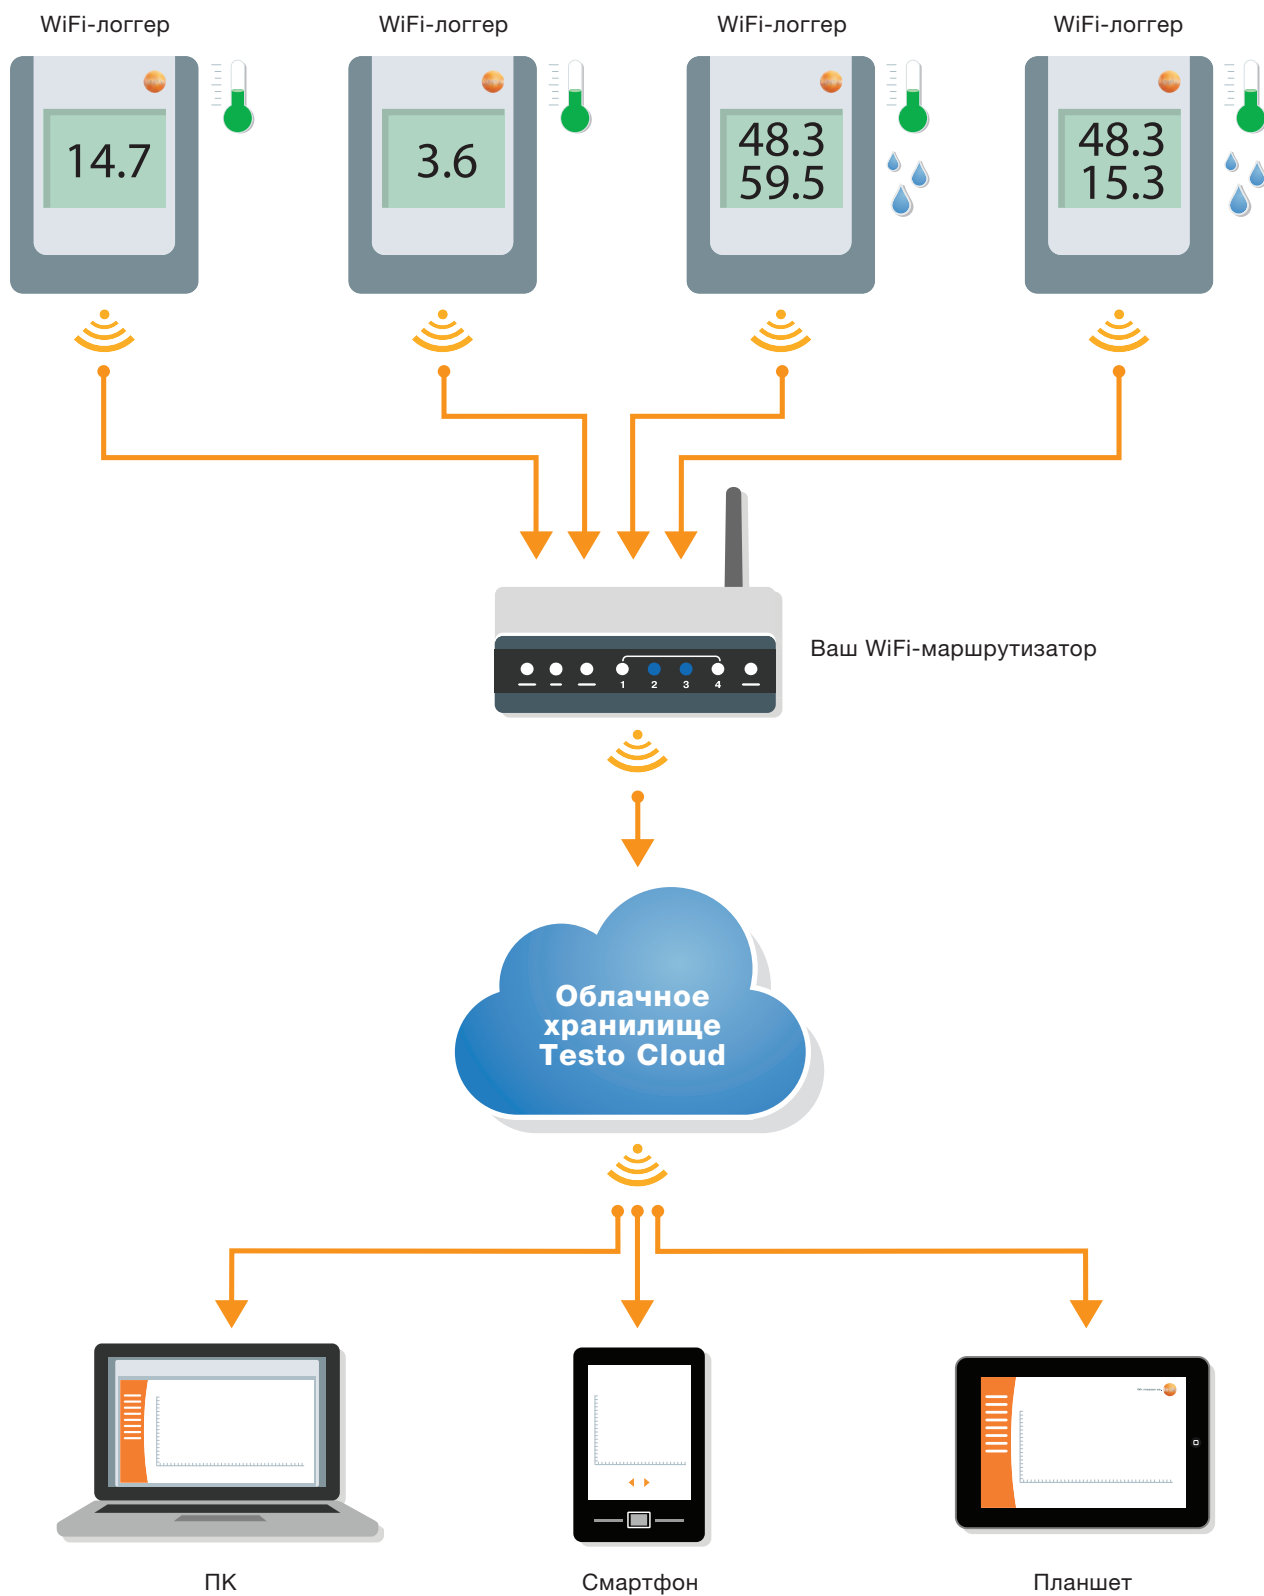 WiFi-логгер
WiFi-логгер
WiFi-логгер
WiFi-логгер
14.7
3.6
48.3
59.5
48.3
15.3
Ваш WiFi-маршрутизатор
1 2 3 4
Облачное
хранилище
Testo Cloud
ПК
Смартфон
Планшет